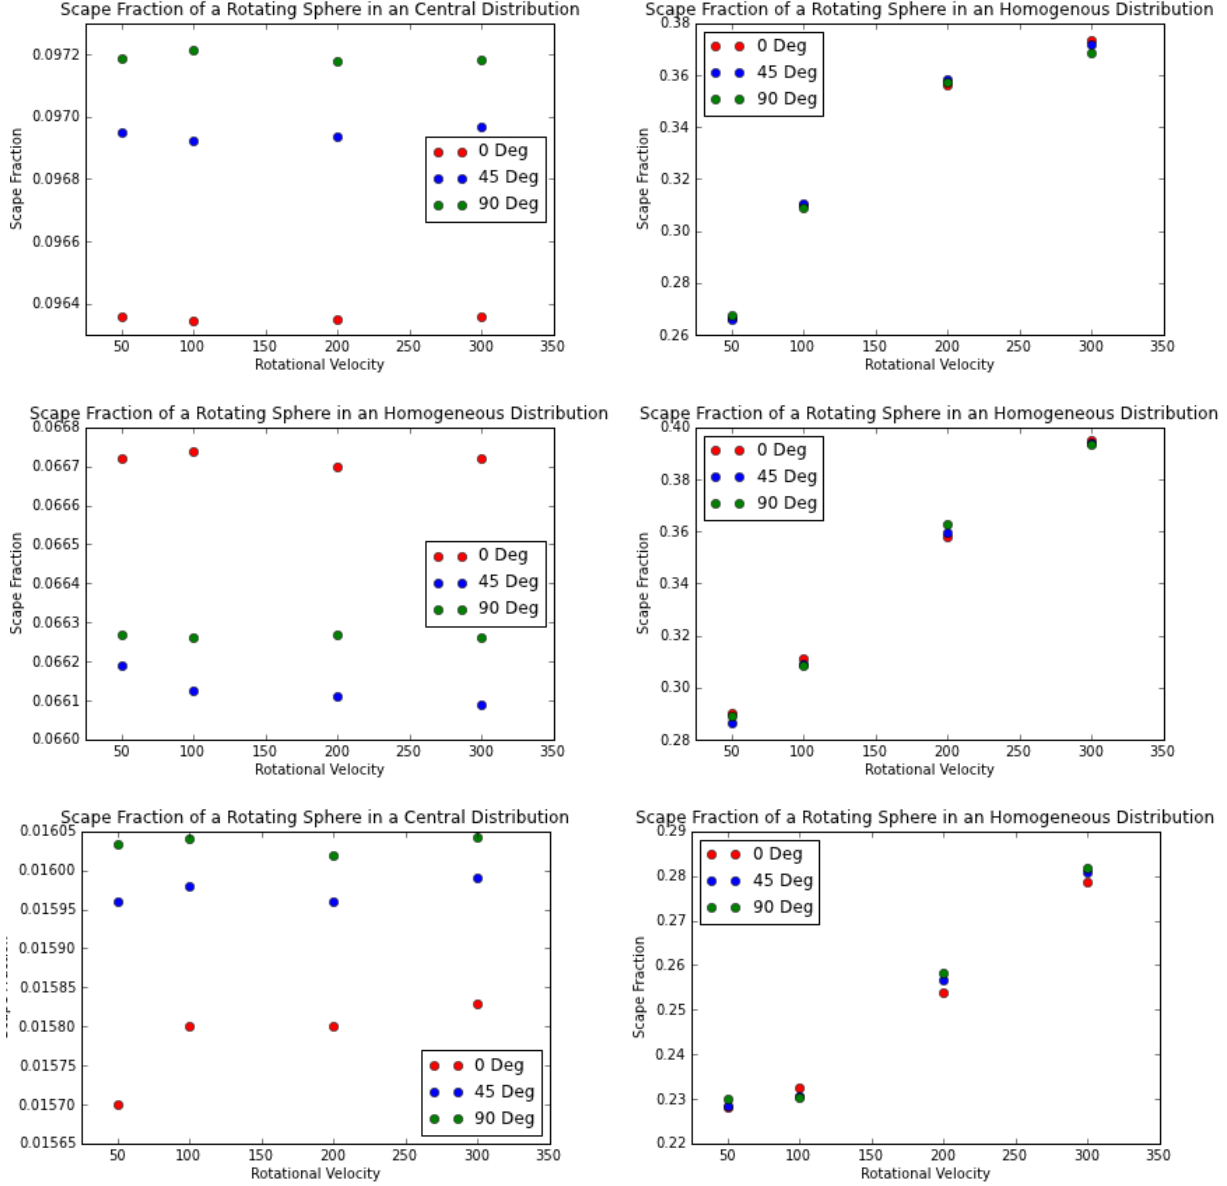 Scape Fraction of a Rotating Sphere in an Central Distribution
0.0972
0.0970
0.0968
0.0966
0.0964
Scape Fraction
0 Deg
45 Deg
90 Deg
50 100 150 200 250 300 350
Rotational Velocity
Scape Fraction of a Rotating Sphere in an Homogenous Distribution
0.38
0.36
0.34
0.32
0.30
0.28
0.26
Scape Fraction
0 Deg
45 Deg
90 Deg
50 100 150 200 250 300 350
Rotational Velocity
Scape Fraction of a Rotating Sphere in an Homogeneous Distribution
0.0668
0.0667
0.0666
0.0665
0.0664
0.0663
0.0662
0.0661
0.0660
Scape Fraction
0 Deg
45 Deg
90 Deg
50 100 150 200 250 300 350
Rotational Velocity
Scape Fraction of a Rotating Sphere in an Homogeneous Distribution
0.40
0.38
0.36
0.34
0.32
0.30
0.28
Scape Fraction
0 Deg
45 Deg
90 Deg
50 100 150 200 250 300 350
Rotational Velocity
Scape Fraction of a Rotating Sphere in a Central Distribution
0.01605
0.01600
0.01595
0.01590
0.01585
0.01580
0.01575
0.01570
0.01565
0 Deg
45 Deg
90 Deg
50 100 150 200 250 300 350
Rotational Velocity
Scape Fraction of a Rotating Sphere in an Homogeneous Distribution
0.29
0.28
0.27
0.26
0.25
0.24
0.23
0.22
Scape Fraction
0 Deg
45 Deg
90 Deg
50 100 150 200 250 300 350
Rotational Velocity